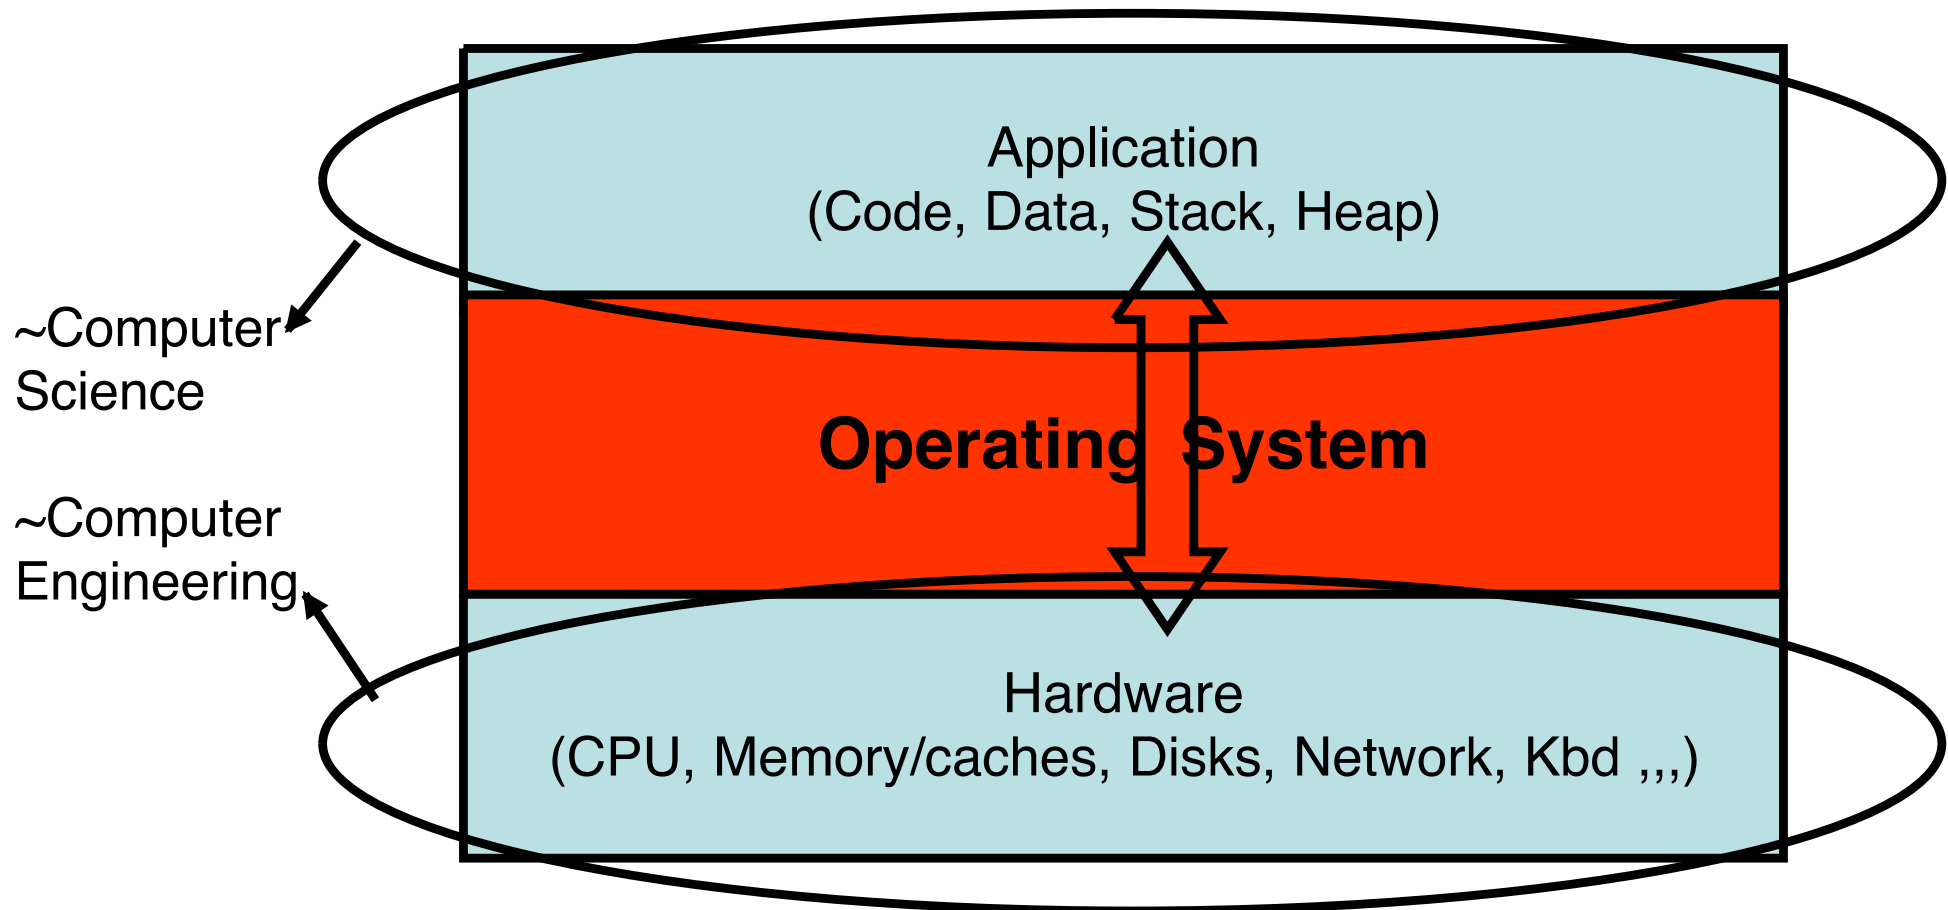 Application
(Code, Data, Stack, Heap)
~Computer
Science
Operating System
~Computer
Engineering
Hardware
(CPU, Memory/caches, Disks, Network, Kbd ,,,)